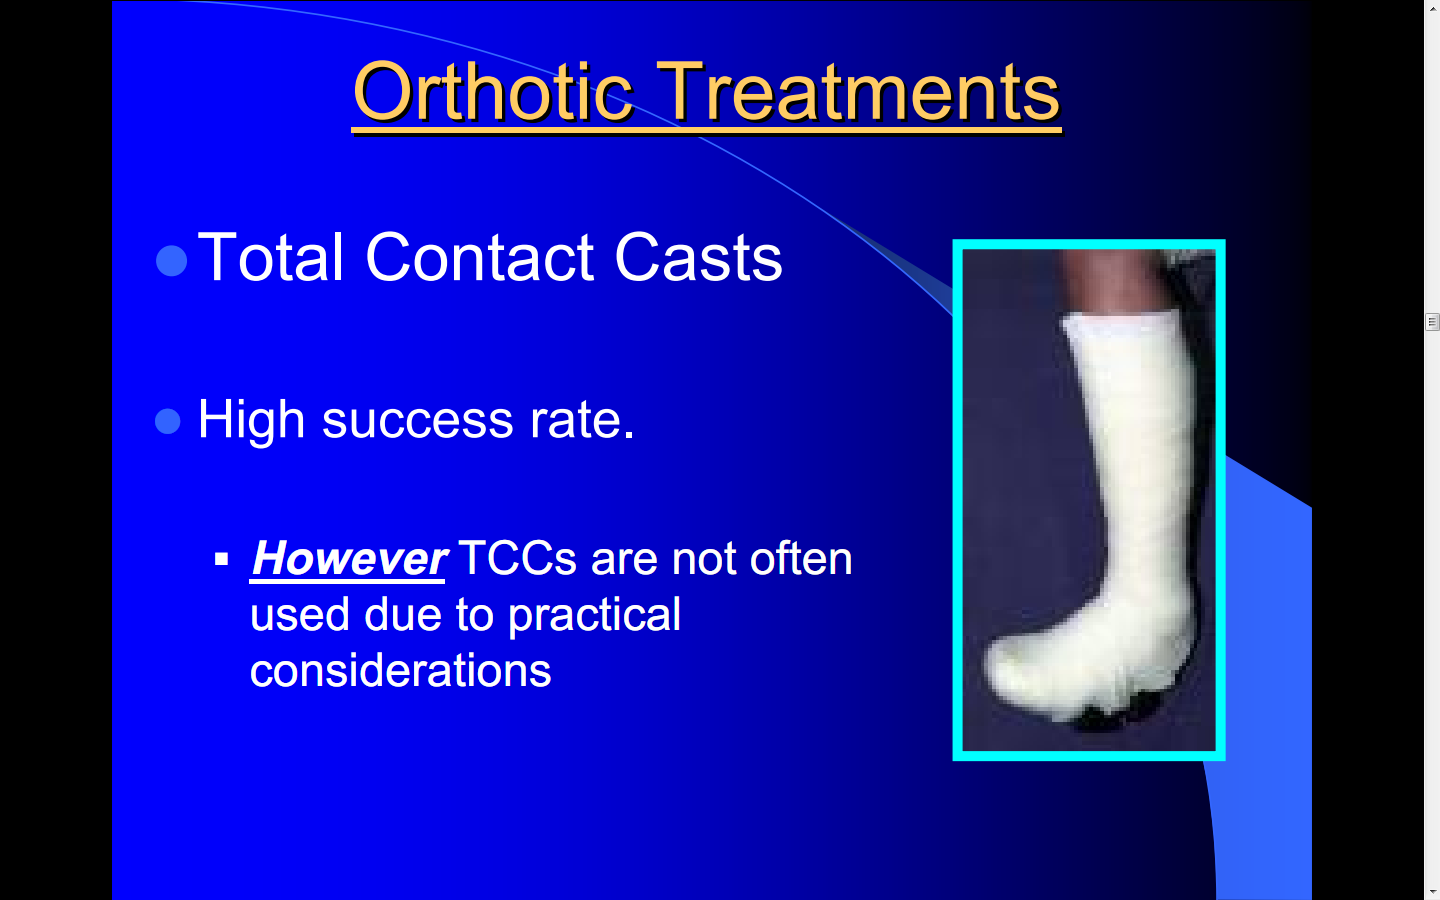 Orthotic Treatments
Total Contact Casts
High success rate.
However TCCs are not often
used due to practical
considerations